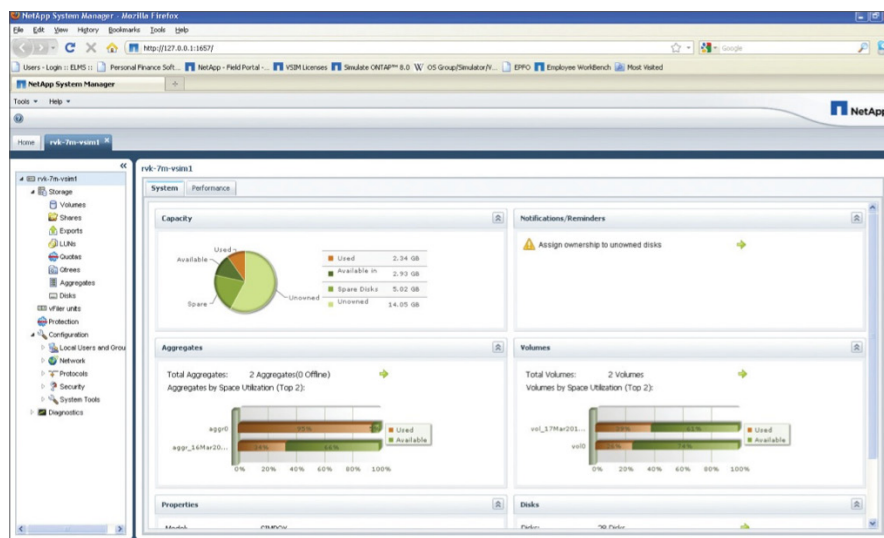 NetApp System Manager - Mozilla Firefox
File Edit View History Bookmarks Tools Help
http://127.0.0.1:1657/
Google
Users - Login :: ELMS :: Personal Finance Soft... NetApp - Field Portal -... VSIM Licenses Simulate ONTAP™ 8.0 OS Group/Simulator/V... EPPO Employee WorkBench Most Visited
NetApp System Manager
Tools Help
NetApp
Home rvk-7m-vsim1
rvk-7m-vsim1
Storage
Volumes
Shares
Exports
LUNs
Quotas
Qtrees
Aggregates
Disks
vFiler units
Protection
Configuration
Local Users and Grou
Network
Protocols
Security
System Tools
Diagnostics
rvk-7m-vsim1
System Performance
Capacity
Used
Available
Spare
Unowned
Used 2.34 GB
Available in 2.93 GB
Spare Disks 5.02 GB
Unowned 14.05 GB
Notifications/Reminders
Assign ownership to unowned disks
Aggregates
Total Aggregates: 2 Aggregates(0 Offline)
Aggregates by Space Utilization (Top 2):
aggr0 95%
aggr_16Mar20... 34% 66%
Used
Available
0% 20% 40% 60% 80% 100%
Volumes
Total Volumes: 2 Volumes
Volumes by Space Utilization (Top 2):
vol_17Mar201... 39% 61%
vol0 74%
Used
Available
0% 20% 40% 60% 80% 100%
Properties
Disks